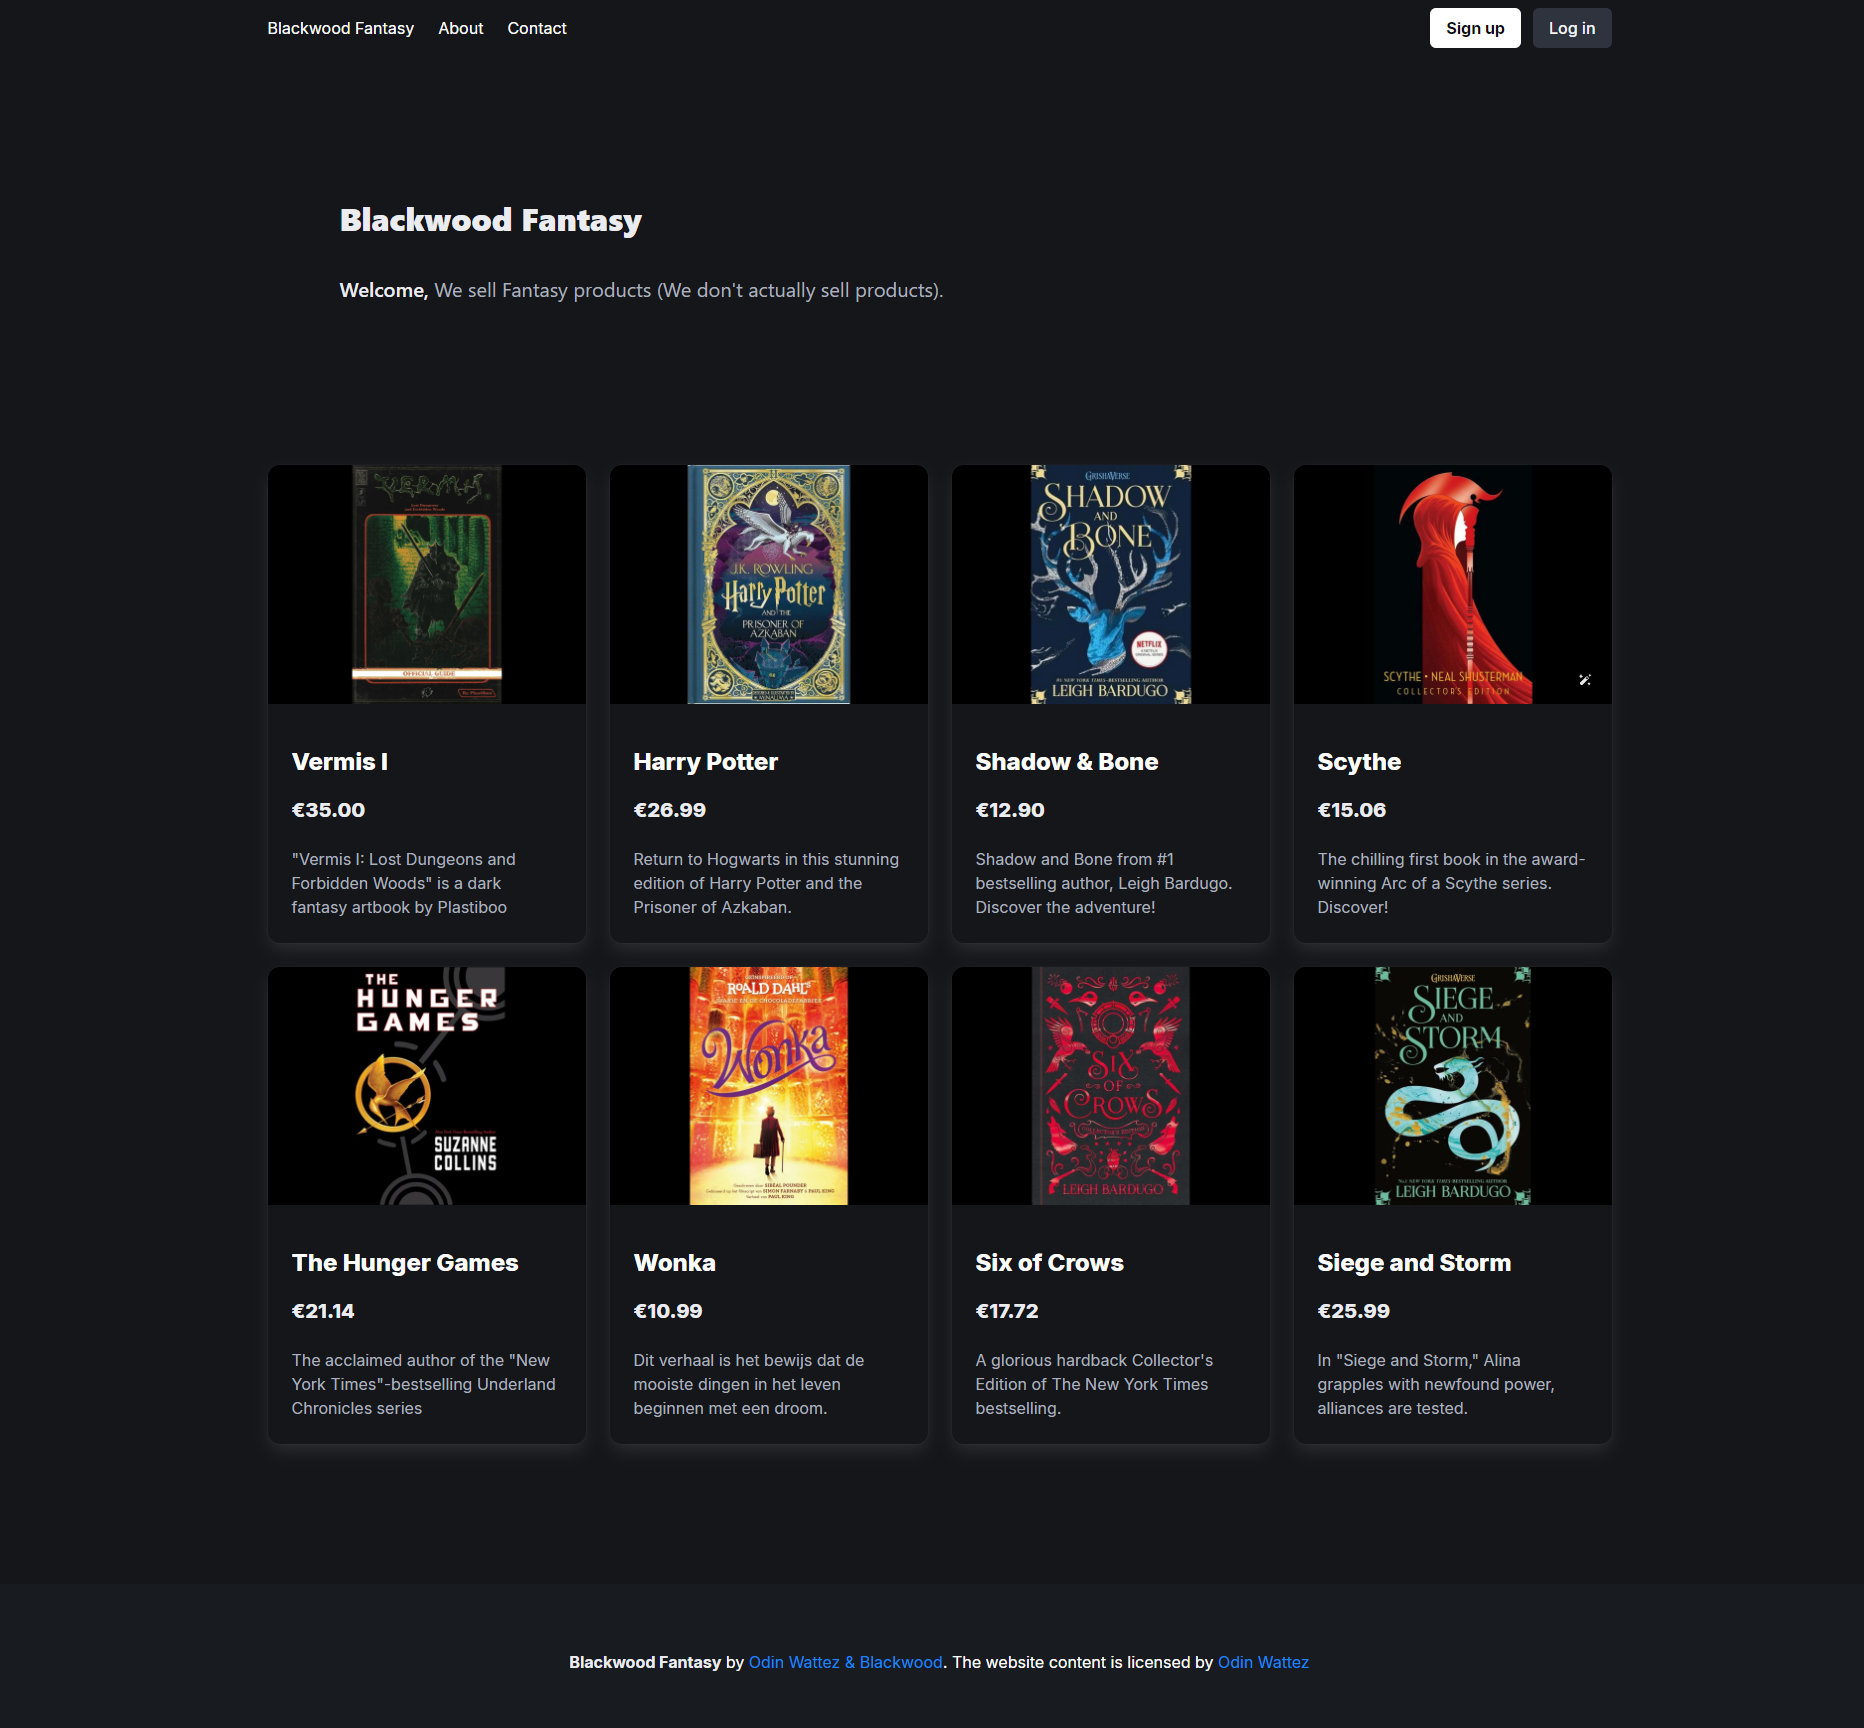 Blackwood Fantasy About Contact Sign up Log in
Blackwood Fantasy
Welcome, We sell Fantasy products (We don't actually sell products).
OFFICIAL GUIDE
J.K. ROWLING
Harry Potter
AND THE
PRISONER OF
AZKABAN
GRISHAVERSE
SHADOW
AND
BONE
NETFLIX
#1 NEW YORK TIMES-BESTSELLING AUTHOR
LEIGH BARDUGO
SCYTHE • NEAL SHUSTERMAN
COLLECTOR'S EDITION
Vermis I
€35.00
"Vermis I: Lost Dungeons and
Forbidden Woods" is a dark
fantasy artbook by Plastiboo
Harry Potter
€26.99
Return to Hogwarts in this stunning
edition of Harry Potter and the
Prisoner of Azkaban.
Shadow & Bone
€12.90
Shadow and Bone from #1
bestselling author, Leigh Bardugo.
Discover the adventure!
Scythe
€15.06
The chilling first book in the award-
winning Arc of a Scythe series.
Discover!
THE
HUNGER
GAMES
SUZANNE
COLLINS
ROALD DAHL'S
Wonka
SIX
OF
CROWS
COLLECTOR'S EDITION
LEIGH BARDUGO
GRISHAVERSE
SIEGE
AND
STORM
LEIGH BARDUGO
The Hunger Games
€21.14
The acclaimed author of the "New
York Times"-bestselling Underland
Chronicles series
Wonka
€10.99
Dit verhaal is het bewijs dat de
mooiste dingen in het leven
beginnen met een droom.
Six of Crows
€17.72
A glorious hardback Collector's
Edition of The New York Times
bestselling.
Siege and Storm
€25.99
In "Siege and Storm," Alina
grapples with newfound power,
alliances are tested.
Blackwood Fantasy by Odin Wattez & Blackwood. The website content is licensed by Odin Wattez